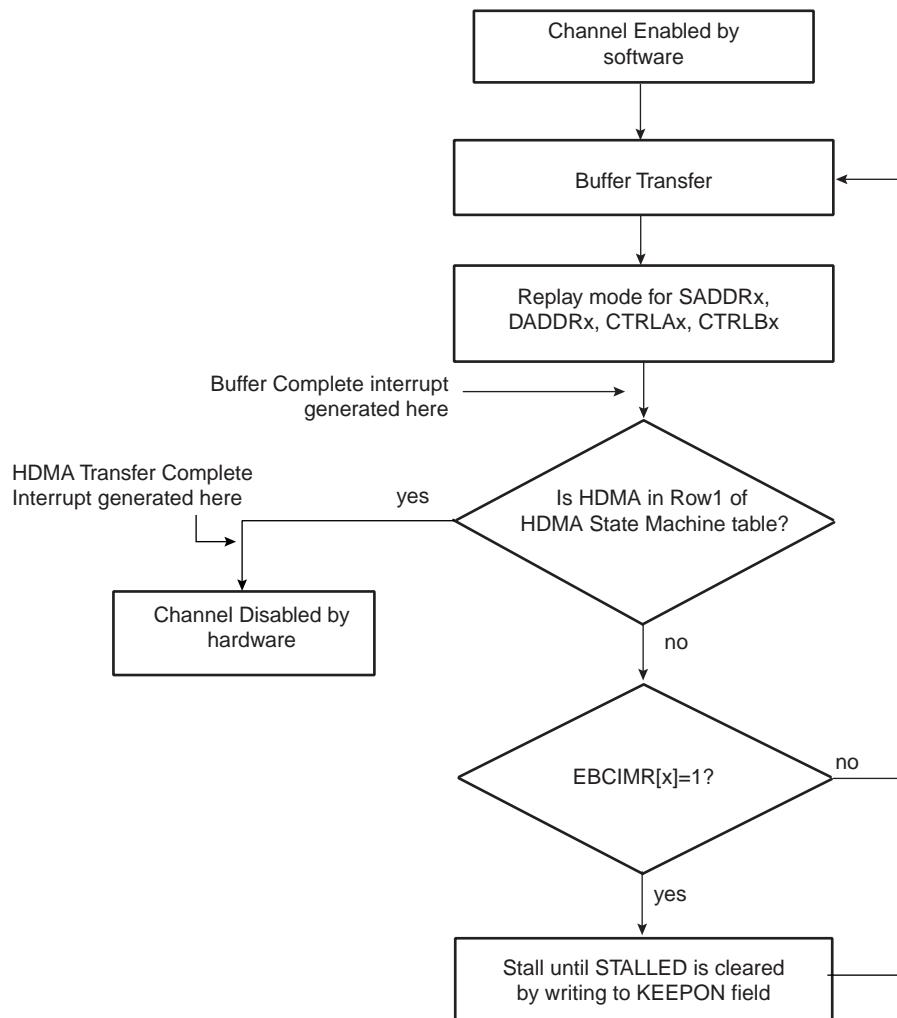 Channel Enabled by
software
Buffer Transfer
Replay mode for SADDRx,
DADDRx, CTRLAx, CTRLBx
Buffer Complete interrupt
generated here
HDMA Transfer Complete
Interrupt generated here
yes
Is HDMA in Row1 of
HDMA State Machine table?
Channel Disabled by
hardware
no
EBCIMR[x]=1?
no
yes
Stall until STALLED is cleared
by writing to KEEPON field